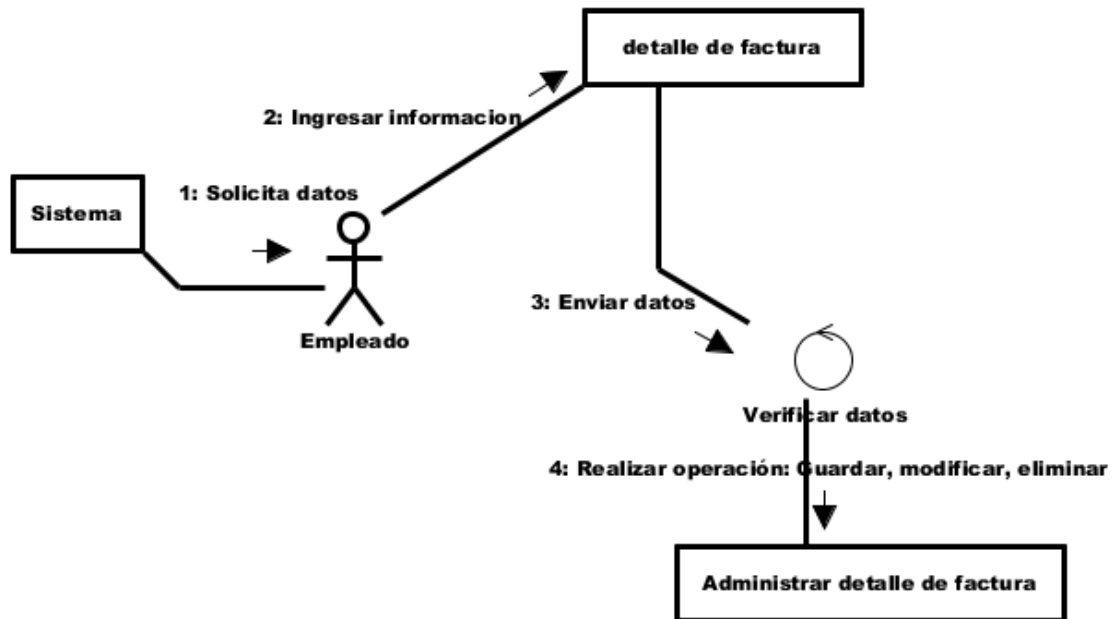 detalle de factura
2: Ingresar informacion
1: Solicita datos
Sistema
Empleado
3: Enviar datos
Verificar datos
4: Realizar operación: Guardar, modificar, eliminar
Administrar detalle de factura